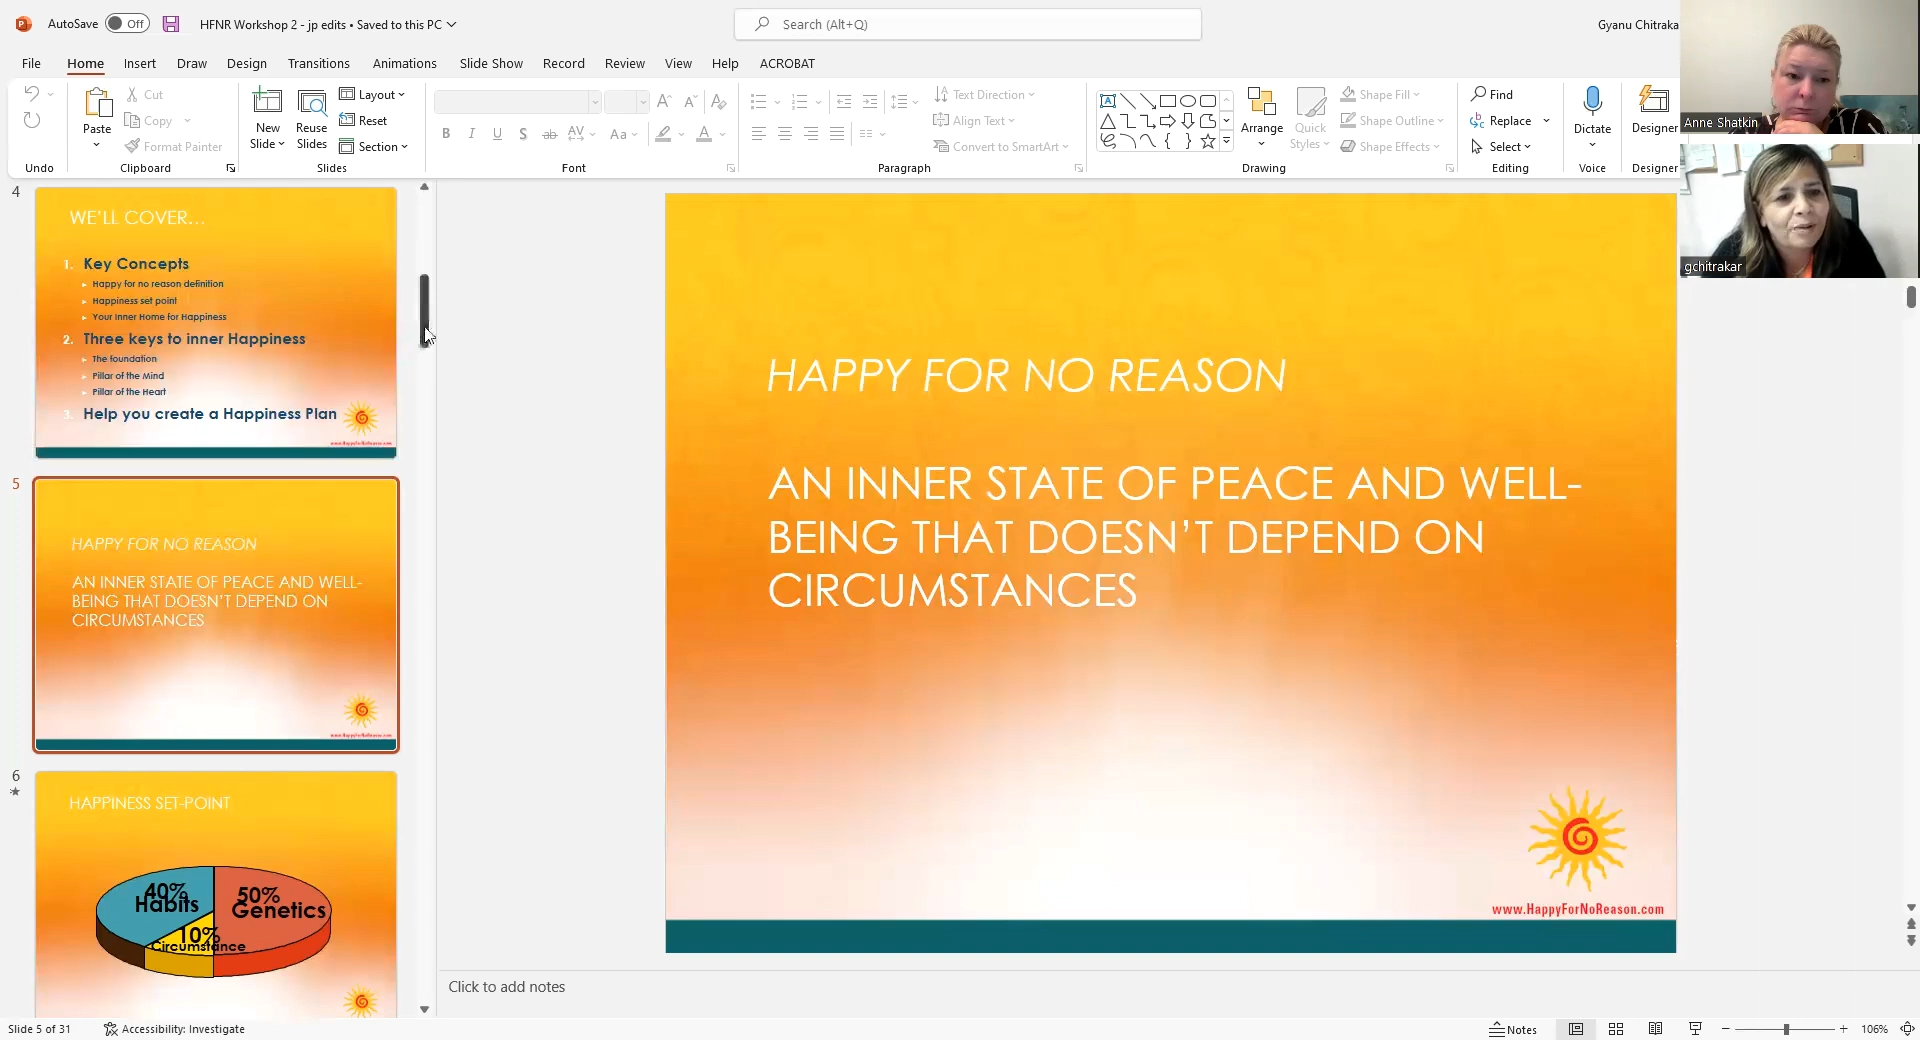 AutoSave Off HFNR Workshop 2 - jp edits • Saved to this PC Search (Alt+Q) Gyanu Chitraka
File Home Insert Draw Design Transitions Animations Slide Show Record Review View Help ACROBAT
Cut
Copy
Format Painter
Paste
New
Slide
Reuse
Slides
Layout
Reset
Section
B I U S ab AV Aa A
Text Direction
Align Text
Convert to SmartArt
Arrange
Quick
Styles
Shape Fill
Shape Outline
Shape Effects
Find
Replace
Select
Dictate
Designer
Undo Clipboard Slides Font Paragraph Drawing Editing Voice Designer
Anne Shatkin
gchitrakar
4
WE'LL COVER...
1. Key Concepts
Happy for no reason definition
Happiness set point
Your Inner Home for Happiness
2. Three keys to inner Happiness
The foundation
Pillar of the Mind
Pillar of the Heart
3. Help you create a Happiness Plan
www.HappyForNoReason.com
5
HAPPY FOR NO REASON
AN INNER STATE OF PEACE AND WELL-
BEING THAT DOESN'T DEPEND ON
CIRCUMSTANCES
www.HappyForNoReason.com
6
HAPPINESS SET-POINT
40%
Habits
50%
Genetics
10%
Circumstance
HAPPY FOR NO REASON
AN INNER STATE OF PEACE AND WELL-
BEING THAT DOESN'T DEPEND ON
CIRCUMSTANCES
www.HappyForNoReason.com
Click to add notes
Slide 5 of 31 Accessibility: Investigate Notes 106%